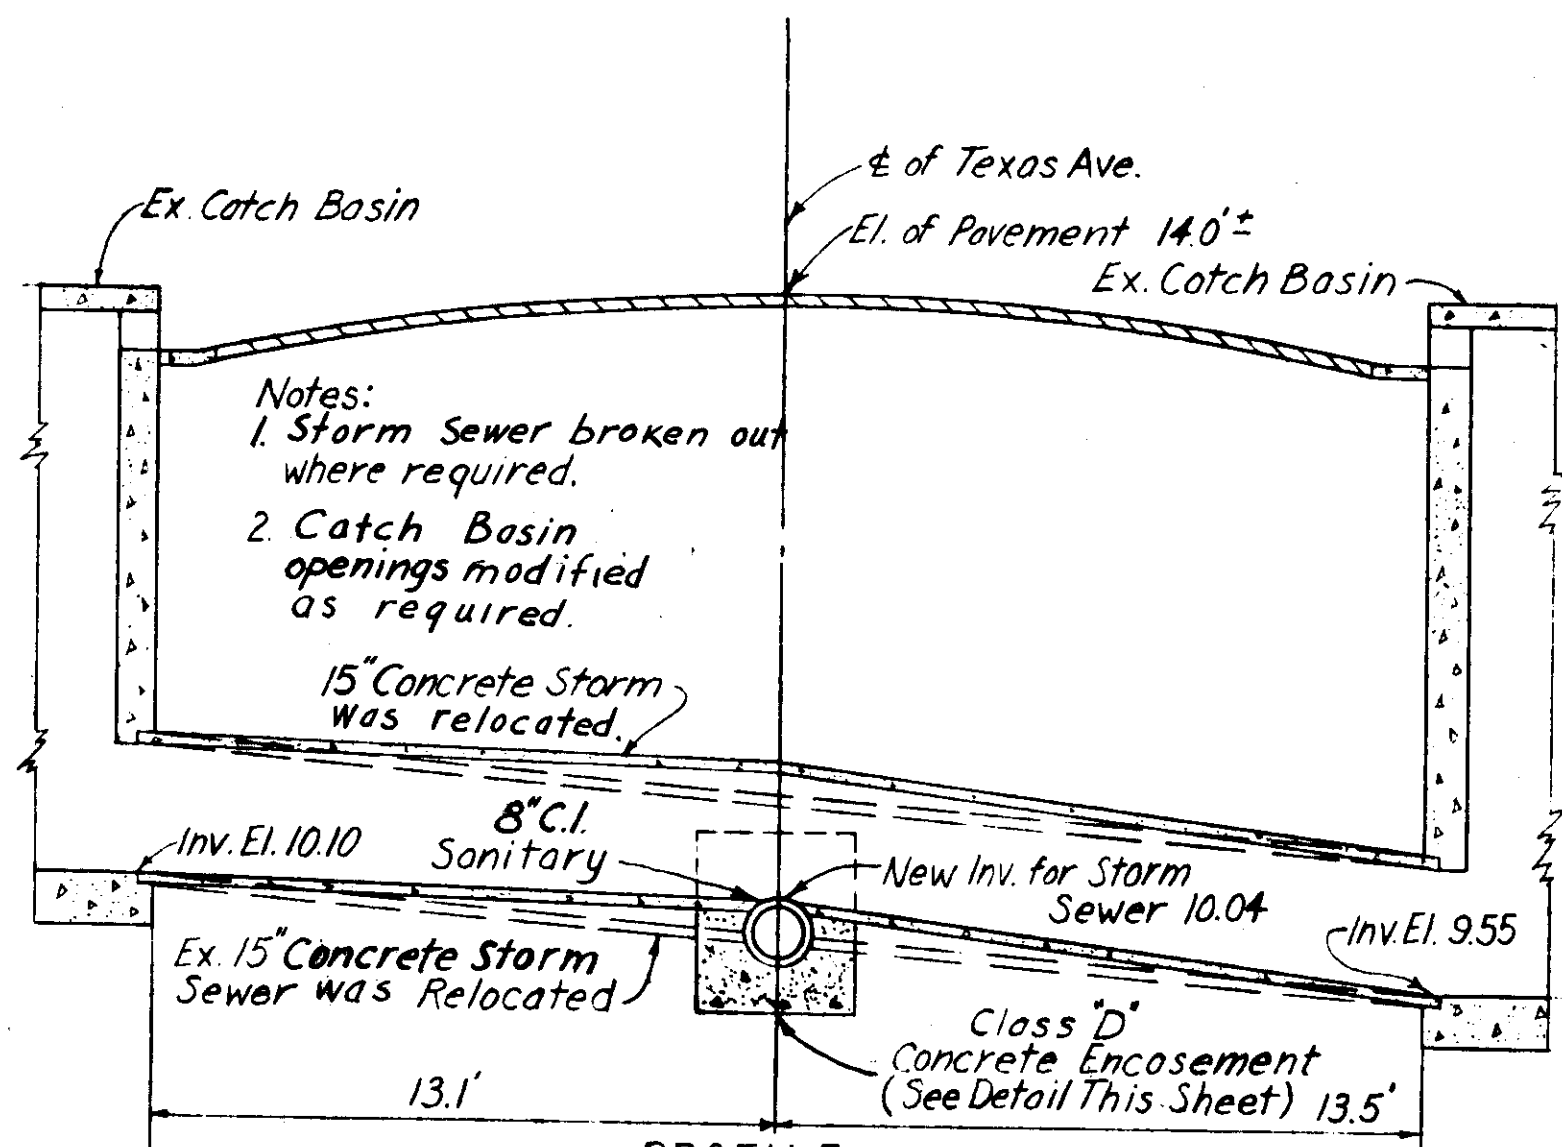 ℄ of Texas Ave.
Ex. Catch Basin
El. of Pavement 14.0'±
Ex. Catch Basin
Notes:
1. Storm Sewer broken out
where required.
2. Catch Basin
openings modified
as required.
15" Concrete Storm
was relocated.
8" C.I.
Sanitary
Inv. El. 10.10
New Inv. for Storm
Sewer 10.04
Inv. El. 9.55
Ex. 15" Concrete Storm
Sewer was Relocated
Class "D"
Concrete Encasement
(See Detail This Sheet)
13.1'
13.5'